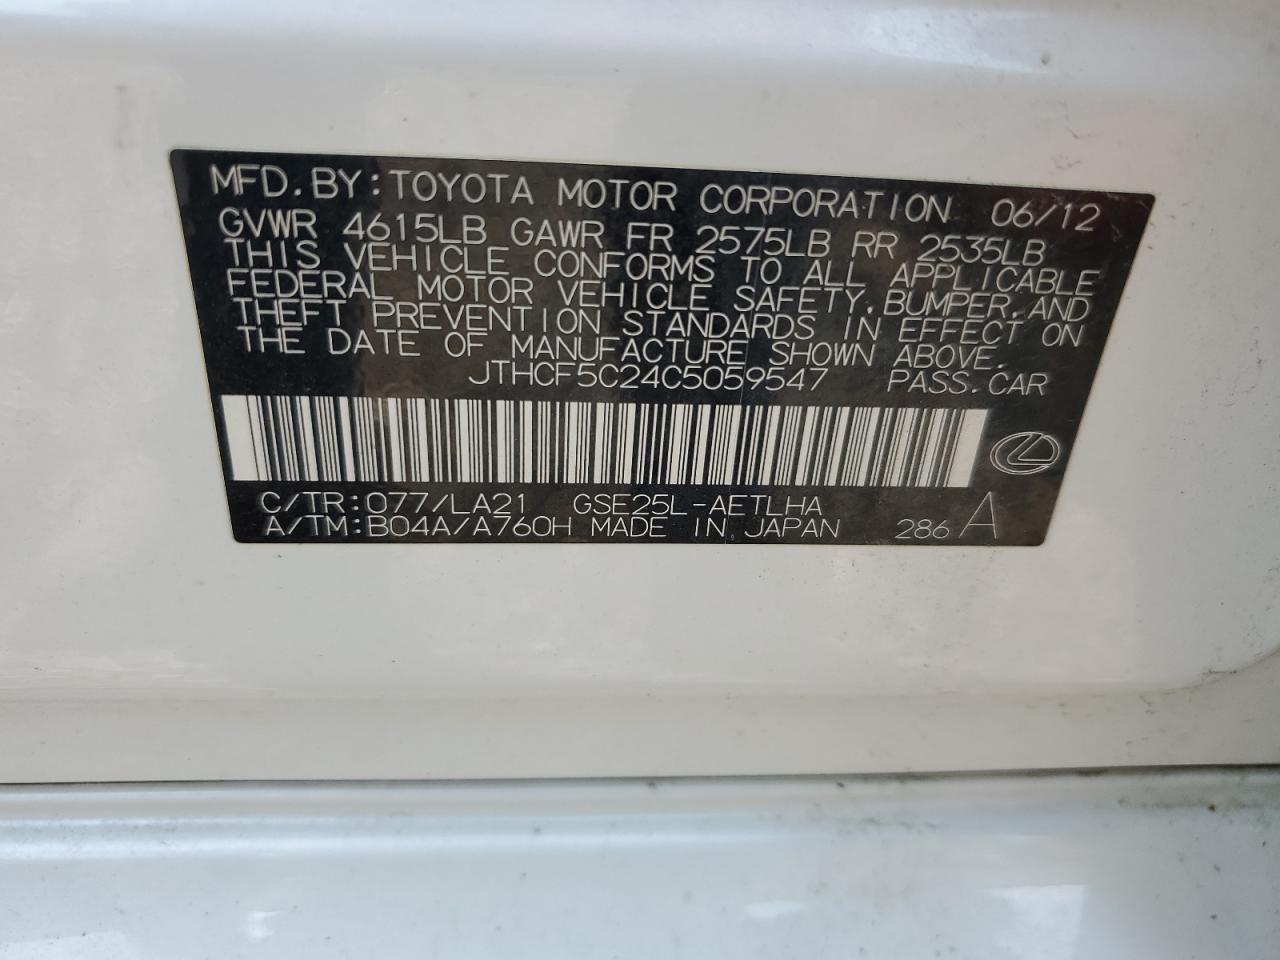 MFD. BY: TOYOTA MOTOR CORPORATION 06/12
GVWR 4615LB GAWR FR 2575LB RR 2535LB
THIS VEHICLE CONFORMS TO ALL APPLICABLE
FEDERAL MOTOR VEHICLE SAFETY, BUMPER, AND
THEFT PREVENTION STANDARDS IN EFFECT ON
THE DATE OF MANUFACTURE SHOWN ABOVE.
JTHCF5C24C5059547 PASS. CAR
C/TR: 077/LA21 GSE25L-AETLHA
A/TM: B04A/A760H MADE IN JAPAN 286 A